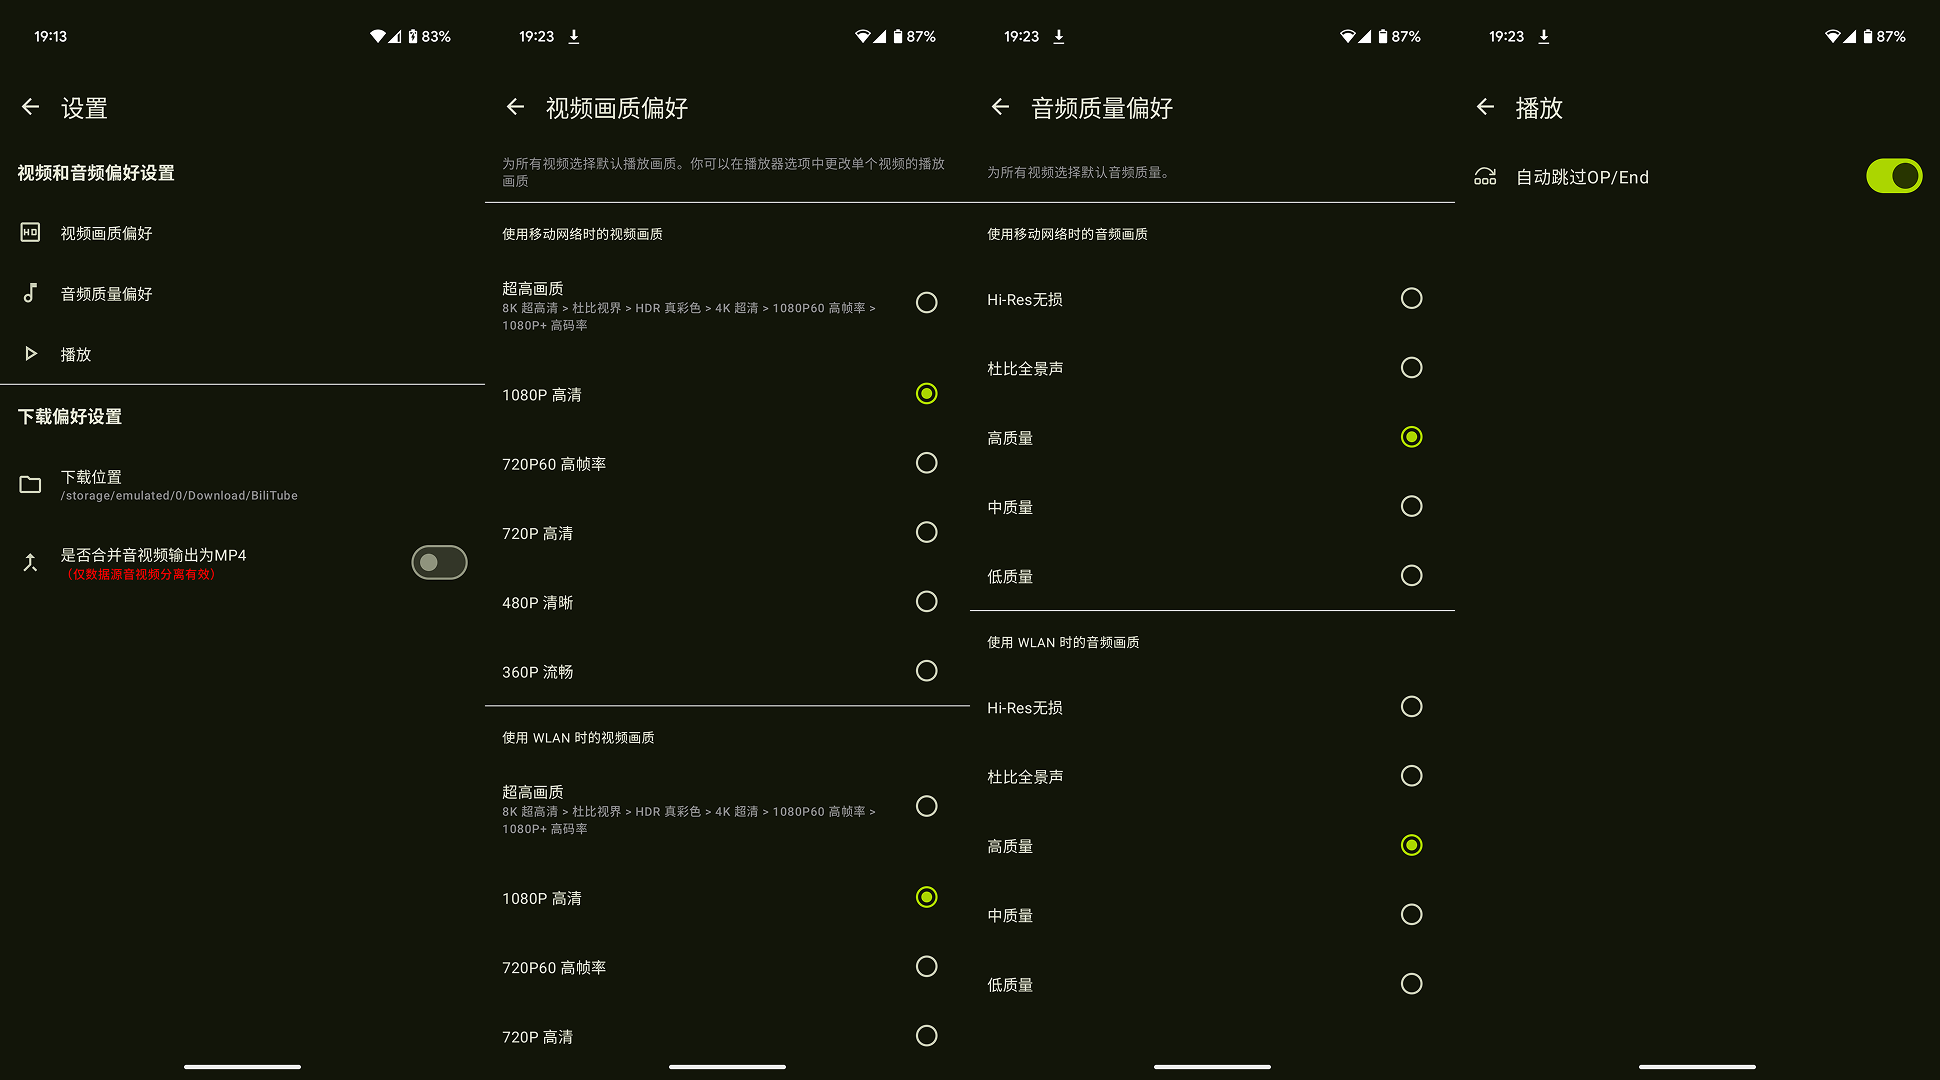 19:13
83%
设置
视频和音频偏好设置
视频画质偏好
音频质量偏好
播放
下载偏好设置
下载位置
/storage/emulated/0/Download/BiliTube
是否合并音视频输出为MP4
（仅数据源音视频分离有效）
19:23
87%
视频画质偏好
为所有视频选择默认播放画质。你可以在播放器选项中更改单个视频的播放
画质
使用移动网络时的视频画质
超高画质
8K 超高清 > 杜比视界 > HDR 真彩色 > 4K 超清 > 1080P60 高帧率 >
1080P+ 高码率
1080P 高清
720P60 高帧率
720P 高清
480P 清晰
360P 流畅
使用 WLAN 时的视频画质
超高画质
8K 超高清 > 杜比视界 > HDR 真彩色 > 4K 超清 > 1080P60 高帧率 >
1080P+ 高码率
1080P 高清
720P60 高帧率
720P 高清
19:23
87%
音频质量偏好
为所有视频选择默认音频质量。
使用移动网络时的音频画质
Hi-Res无损
杜比全景声
高质量
中质量
低质量
使用 WLAN 时的音频画质
Hi-Res无损
杜比全景声
高质量
中质量
低质量
19:23
87%
播放
自动跳过OP/End